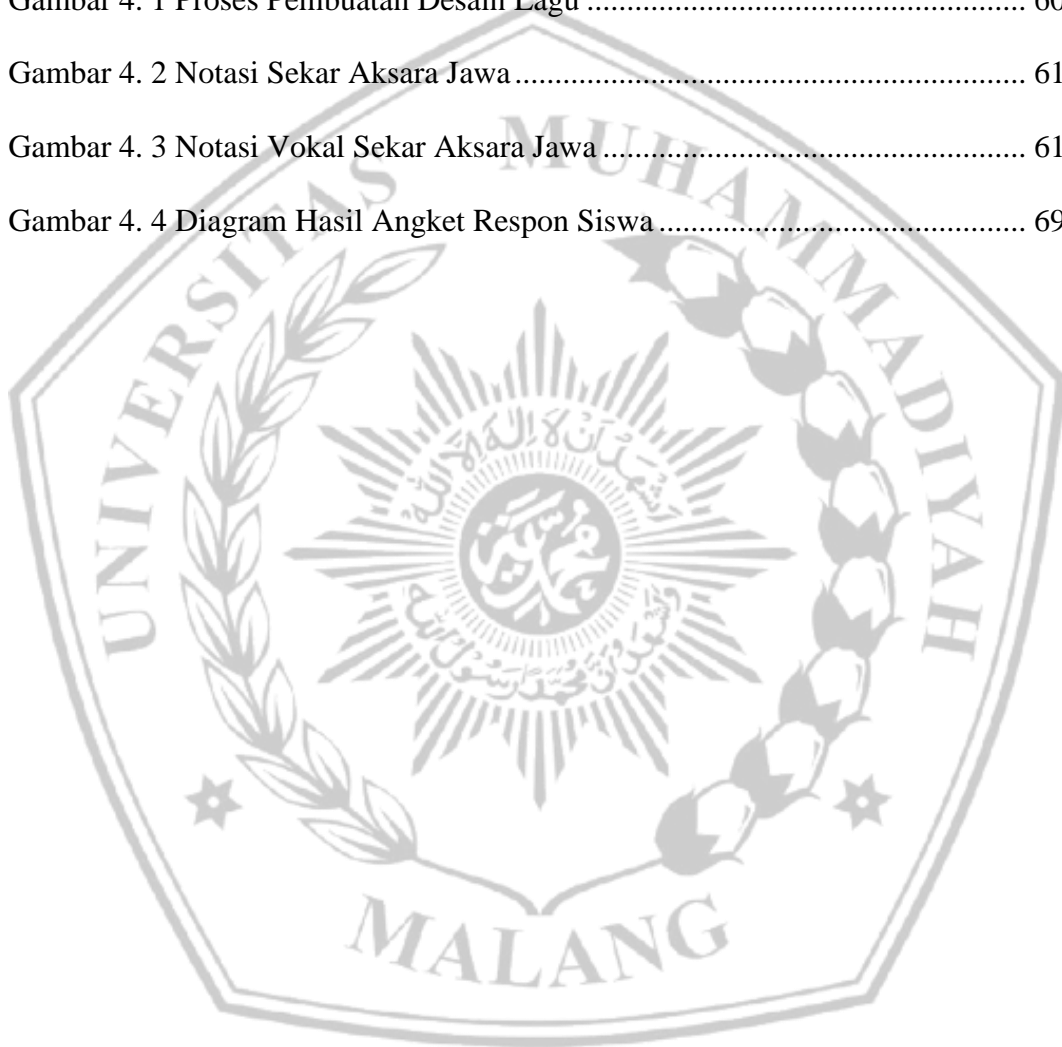 Gambar 4. 1 Proses Pembuatan Desain Lagu ........................................................ 60
Gambar 4. 2 Notasi Sekar Aksara Jawa ................................................................. 61
Gambar 4. 3 Notasi Vokal Sekar Aksara Jawa ...................................................... 61
Gambar 4. 4 Diagram Hasil Angket Respon Siswa ............................................... 69
UNIVERSITAS MUHAMMADIYAH
MALANG